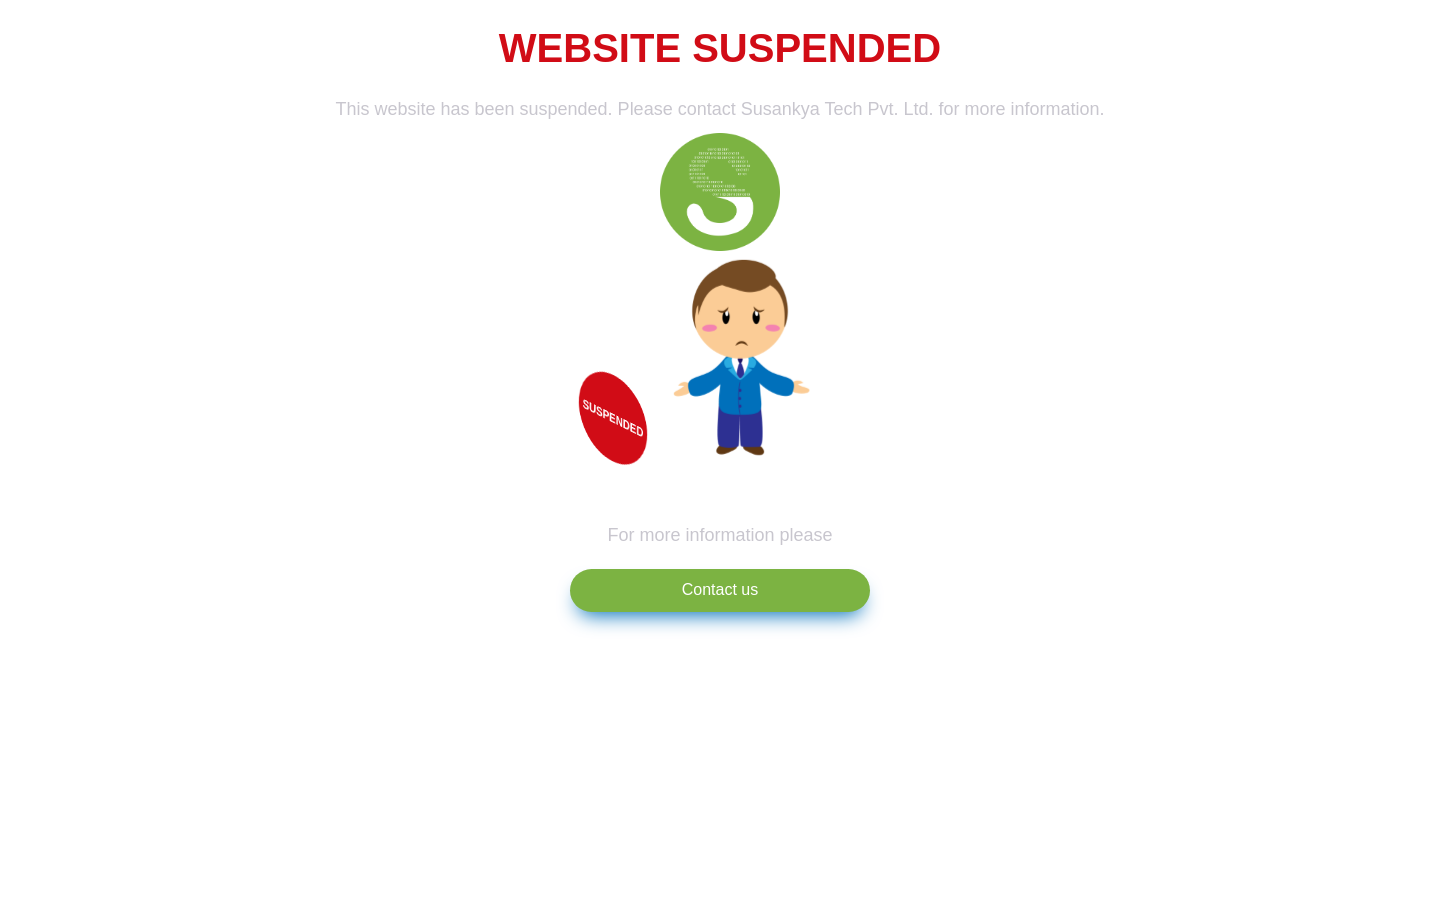 WEBSITE SUSPENDED
This website has been suspended. Please contact Susankya Tech Pvt. Ltd. for more information.
SUSPENDED
For more information please
Contact us